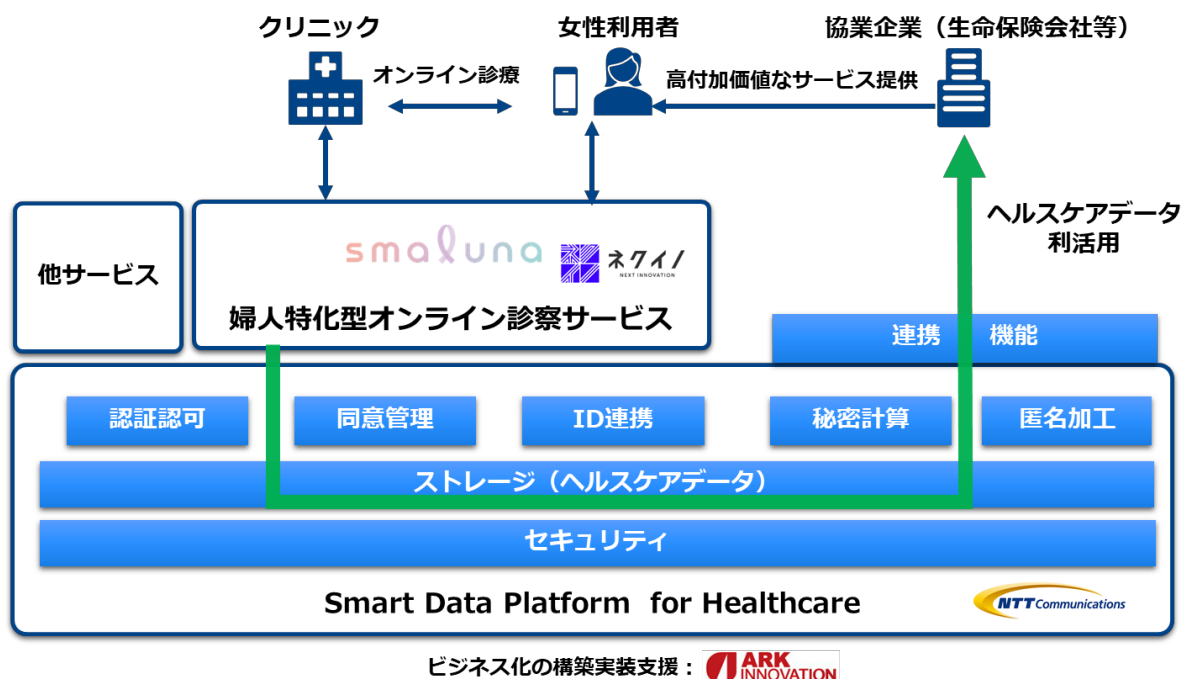 クリニック
女性利用者
協業企業（生命保険会社等）
オンライン診療
高付加価値なサービス提供
ヘルスケアデータ
利活用
他サービス
smaluna
ネクイノ
NEXT INNOVATION
婦人特化型オンライン診察サービス
連携 機能
認証認可
同意管理
ID連携
秘密計算
匿名加工
ストレージ（ヘルスケアデータ）
セキュリティ
Smart Data Platform for Healthcare
NTT Communications
ビジネス化の構築実装支援：
ARK
INNOVATION